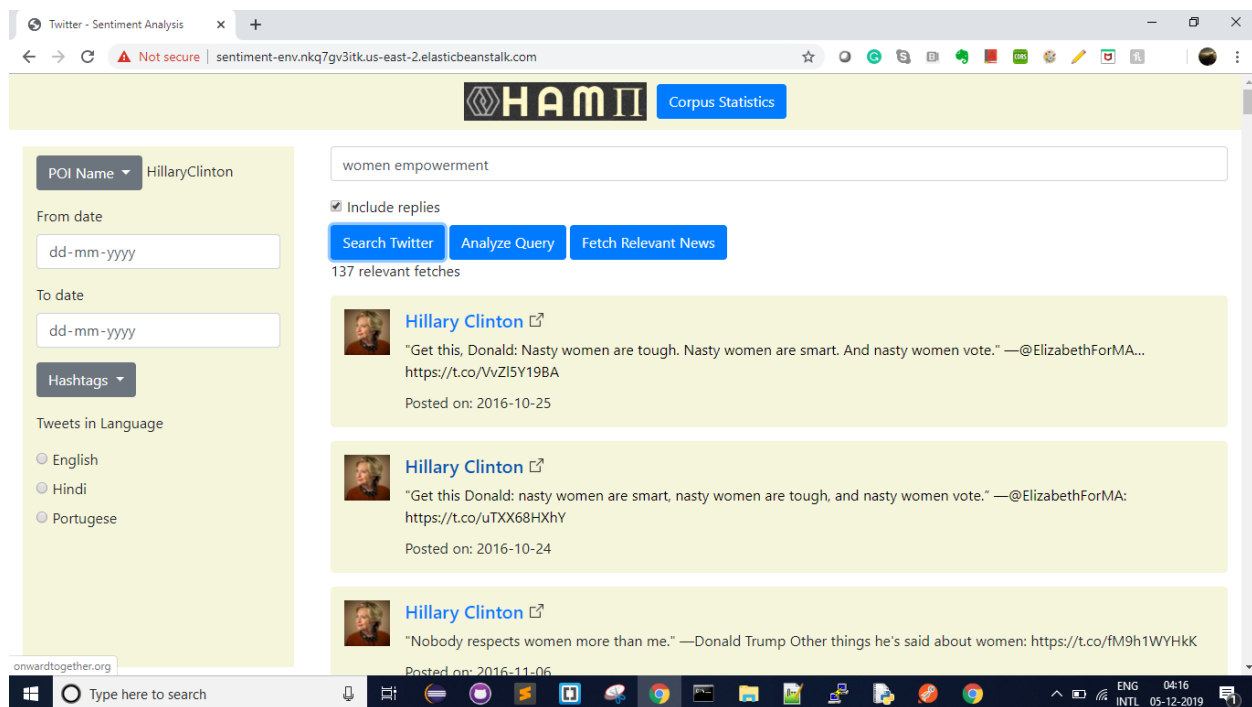 Twitter - Sentiment Analysis
Not secure | sentiment-env.nkq7gv3itk.us-east-2.elasticbeanstalk.com
HAMΠ
Corpus Statistics
POI Name HillaryClinton
From date
dd-mm-yyyy
To date
dd-mm-yyyy
Hashtags
Tweets in Language
English
Hindi
Portugese
women empowerment
Include replies
Search Twitter Analyze Query Fetch Relevant News
137 relevant fetches
Hillary Clinton
"Get this, Donald: Nasty women are tough. Nasty women are smart. And nasty women vote." —@ElizabethForMA…
https://t.co/VvZl5Y19BA
Posted on: 2016-10-25
Hillary Clinton
"Get this Donald: nasty women are smart, nasty women are tough, and nasty women vote." —@ElizabethForMA:
https://t.co/uTXX68HXhY
Posted on: 2016-10-24
Hillary Clinton
"Nobody respects women more than me." —Donald Trump Other things he's said about women: https://t.co/fM9h1WYHkK
Posted on: 2016-11-06
onwardtogether.org
Type here to search
ENG
INTL
04:16
05-12-2019